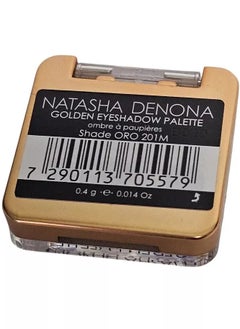 NATASHA DENONA
GOLDEN EYESHADOW PALETTE
ombre à paupières
Shade ORO 201M
7 290113 705579
0.4 g ℮ 0.014 Oz